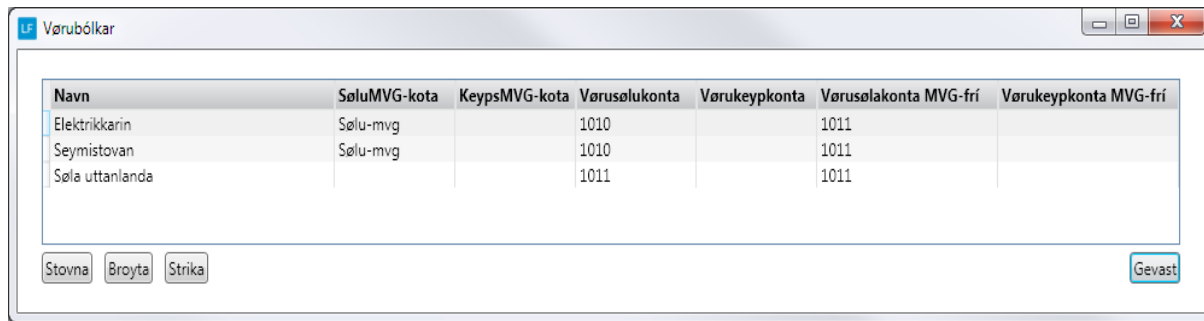 LF Vørubólkar
Navn SøluMVG-kota KeypsMVG-kota Vørusølukonta Vørukeypkonta Vørusølakonta MVG-frí Vørukeypkonta MVG-frí
Elektrikkarin Sølu-mvg 1010 1011
Seymistovan Sølu-mvg 1010 1011
Søla uttanlanda 1011 1011
Stovna Broyta Strika Gevast